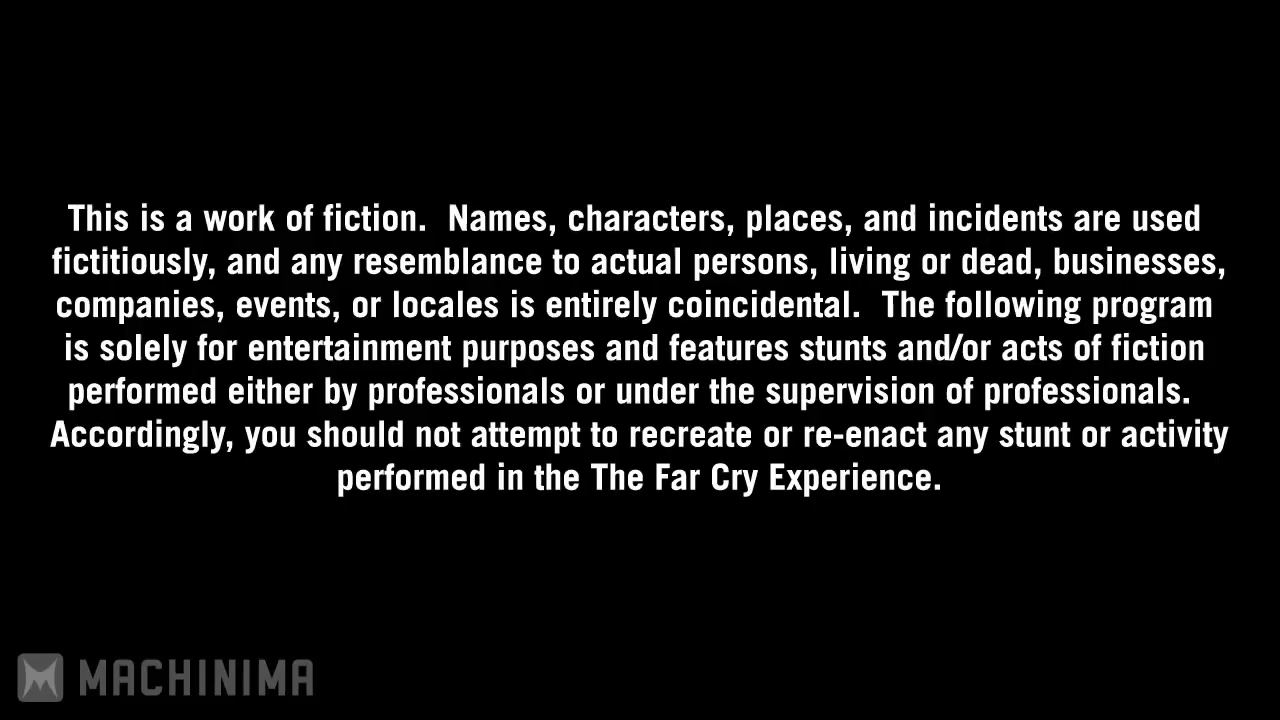 This is a work of fiction.  Names, characters, places, and incidents are used
fictitiously, and any resemblance to actual persons, living or dead, businesses,
companies, events, or locales is entirely coincidental.  The following program
is solely for entertainment purposes and features stunts and/or acts of fiction
performed either by professionals or under the supervision of professionals.
Accordingly, you should not attempt to recreate or re-enact any stunt or activity
performed in the The Far Cry Experience.
MACHINIMA